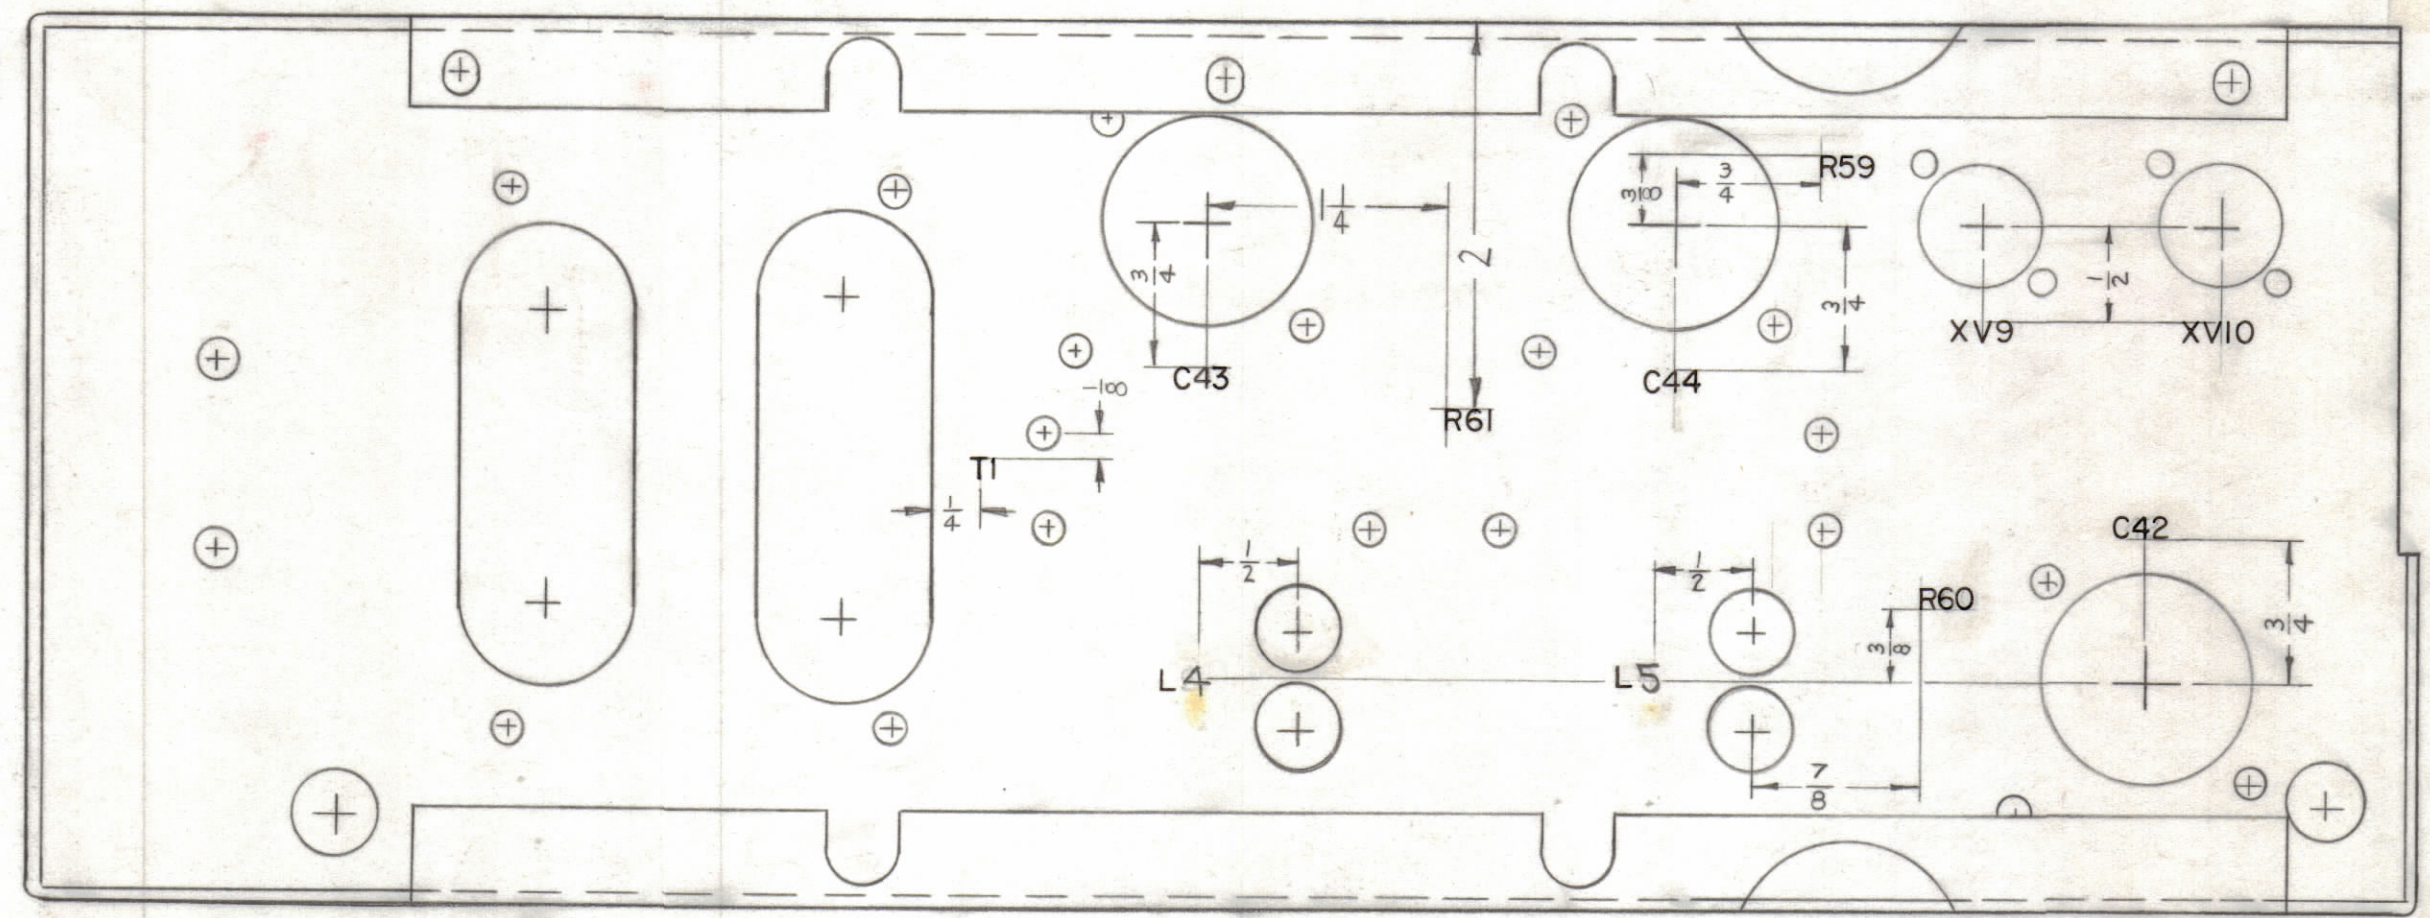 R59
3/4
3/8
1 1/4
3/4
2
3/4
1/2
XV9
XV10
C43
C44
1/8
R61
T1
1/4
C42
1/2
1/2
R60
3/4
3/8
L4
L5
7/8